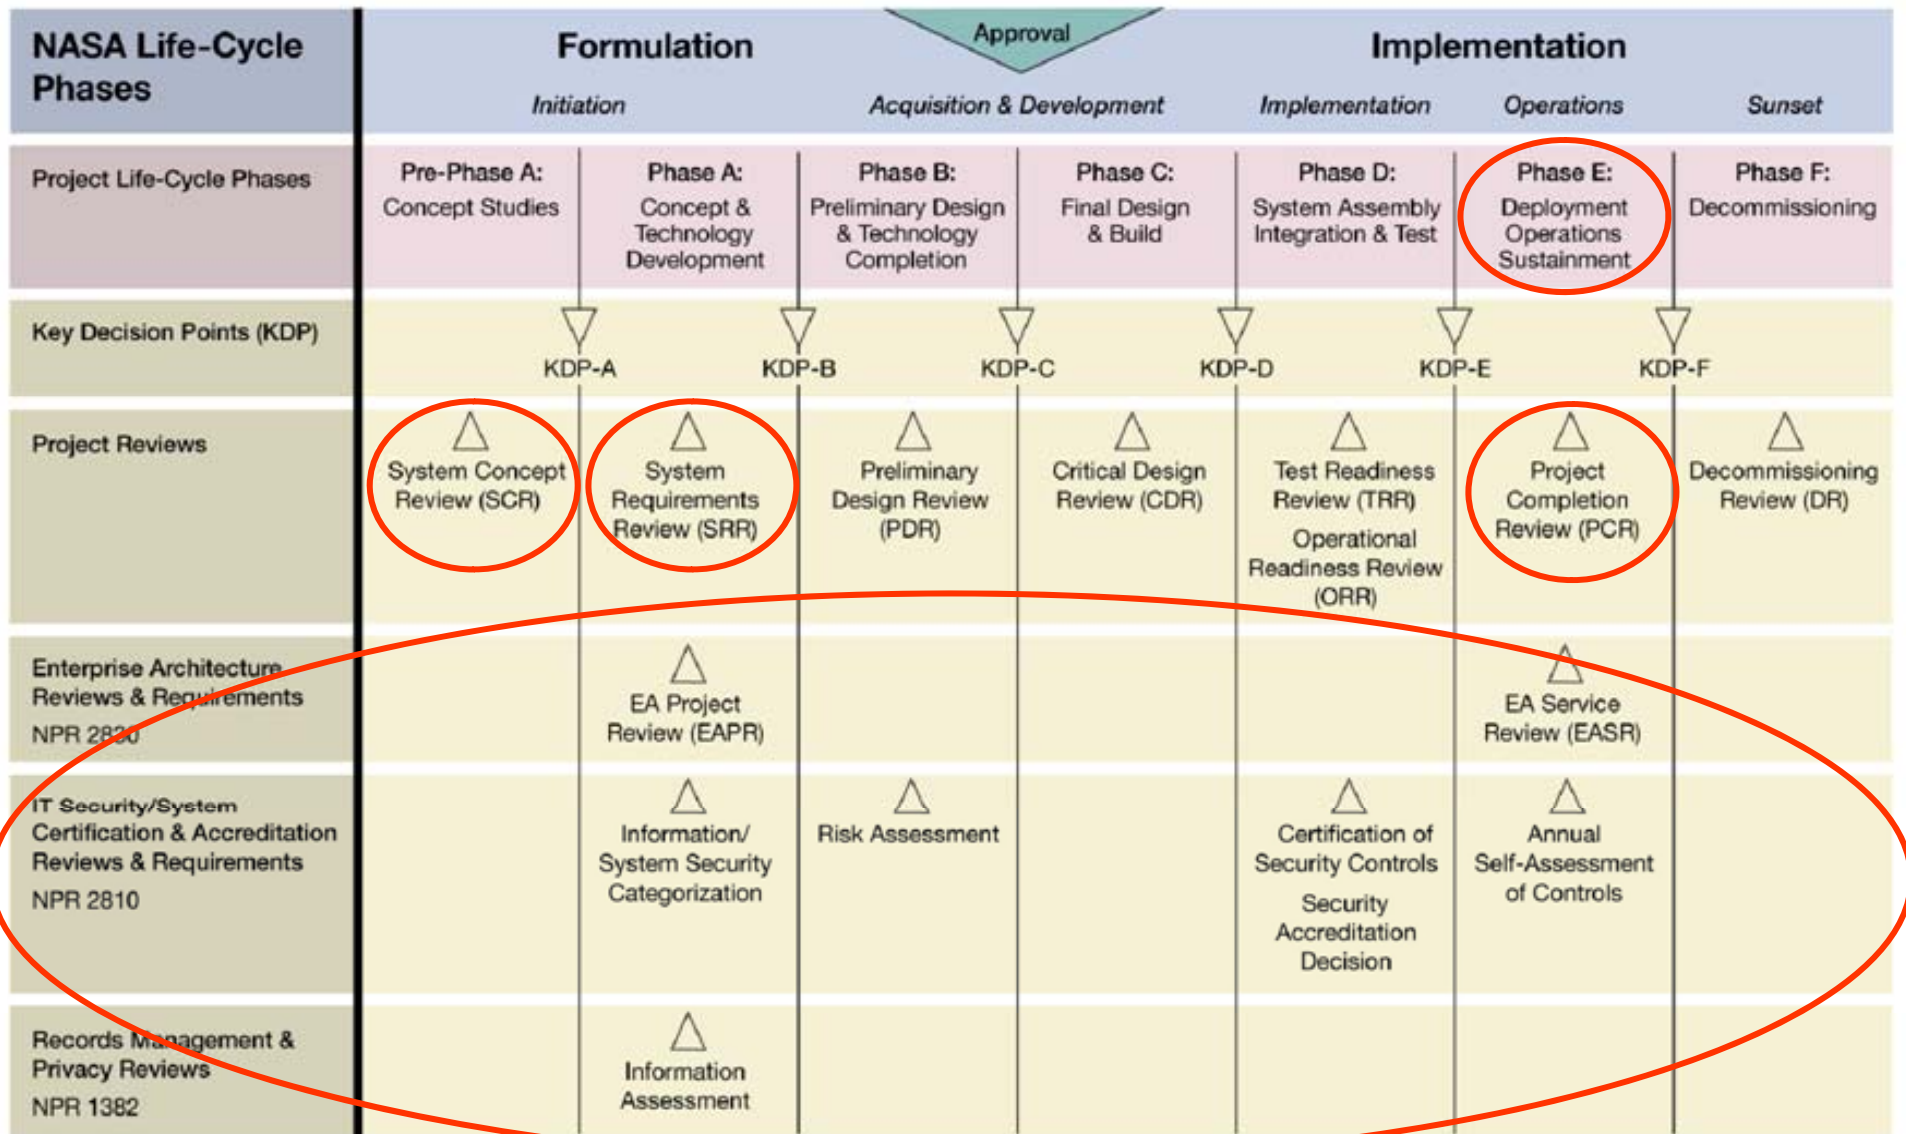 NASA Life-Cycle
Phases
Formulation
Approval
Implementation
Initiation
Acquisition & Development
Implementation
Operations
Sunset
Project Life-Cycle Phases
Pre-Phase A:
Concept Studies
Phase A:
Concept &
Technology
Development
Phase B:
Preliminary Design
& Technology
Completion
Phase C:
Final Design
& Build
Phase D:
System Assembly
Integration & Test
Phase E:
Deployment
Operations
Sustainment
Phase F:
Decommissioning
Key Decision Points (KDP)
KDP-A
KDP-B
KDP-C
KDP-D
KDP-E
KDP-F
Project Reviews
System Concept
Review (SCR)
System
Requirements
Review (SRR)
Preliminary
Design Review
(PDR)
Critical Design
Review (CDR)
Test Readiness
Review (TRR)
Operational
Readiness Review
(ORR)
Project
Completion
Review (PCR)
Decommissioning
Review (DR)
Enterprise Architecture
Reviews & Requirements
NPR 2830
EA Project
Review (EAPR)
EA Service
Review (EASR)
IT Security/System
Certification & Accreditation
Reviews & Requirements
NPR 2810
Information/
System Security
Categorization
Risk Assessment
Certification of
Security Controls
Security
Accreditation
Decision
Annual
Self-Assessment
of Controls
Records Management &
Privacy Reviews
NPR 1382
Information
Assessment